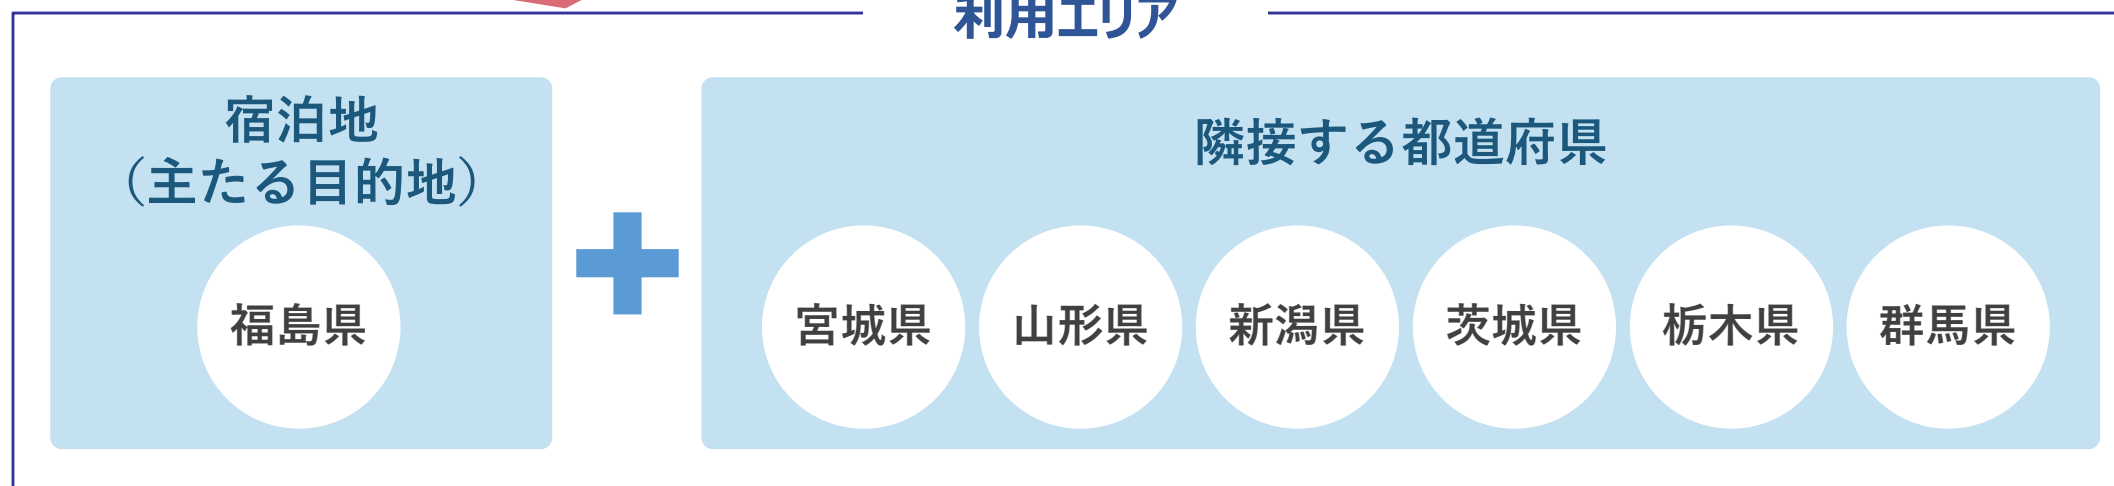 利用エリア
宿泊地
（主たる目的地）
福島県
隣接する都道府県
宮城県
山形県
新潟県
茨城県
栃木県
群馬県